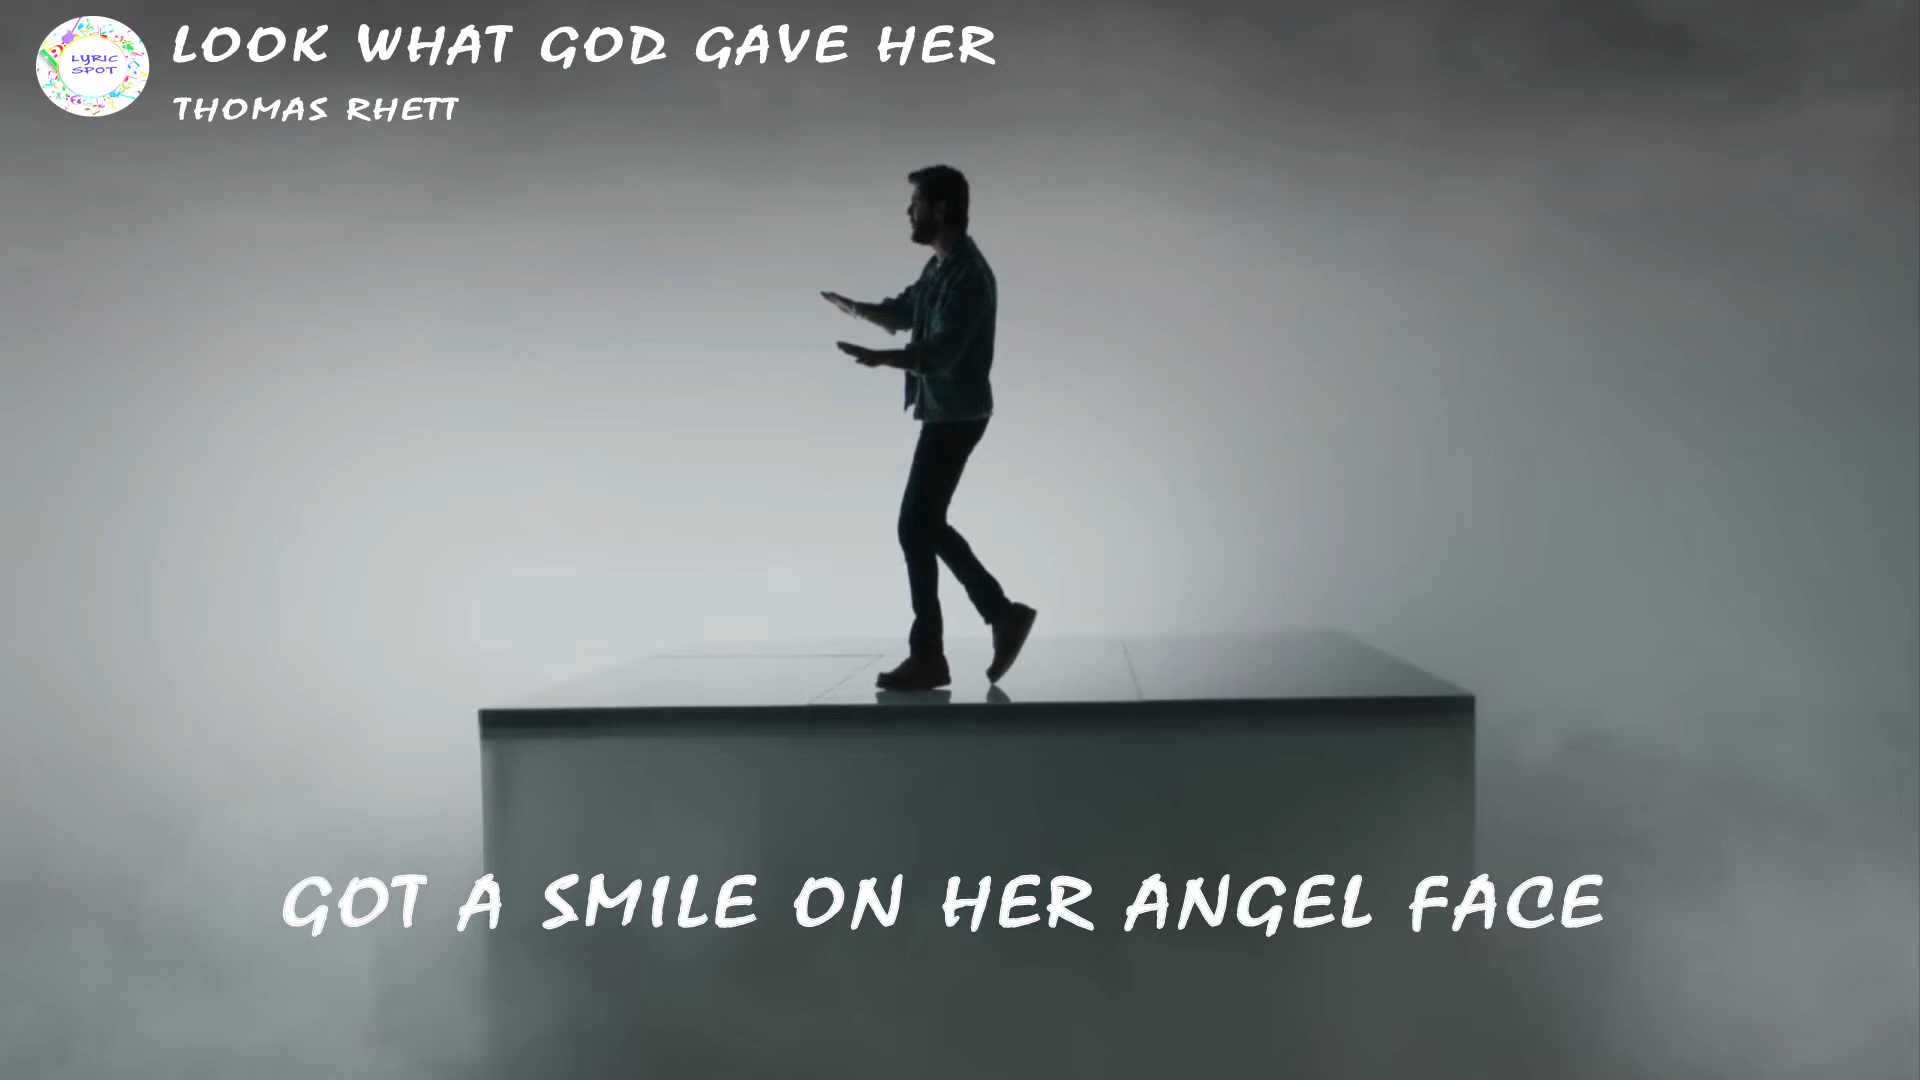 LYRIC
SPOT
LOOK WHAT GOD GAVE HER
THOMAS RHETT
GOT A SMILE ON HER ANGEL FACE